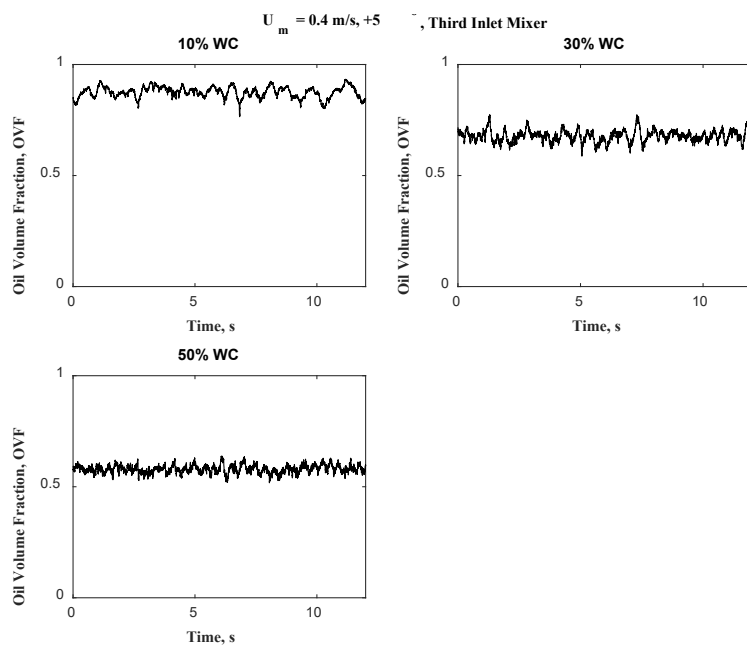 U m = 0.4 m/s, +5 °, Third Inlet Mixer
10% WC
Oil Volume Fraction, OVF
1
0.5
0
0 5 10
Time, s
30% WC
Oil Volume Fraction, OVF
1
0.5
0
0 5 10
Time, s
50% WC
Oil Volume Fraction, OVF
1
0.5
0
0 5 10
Time, s